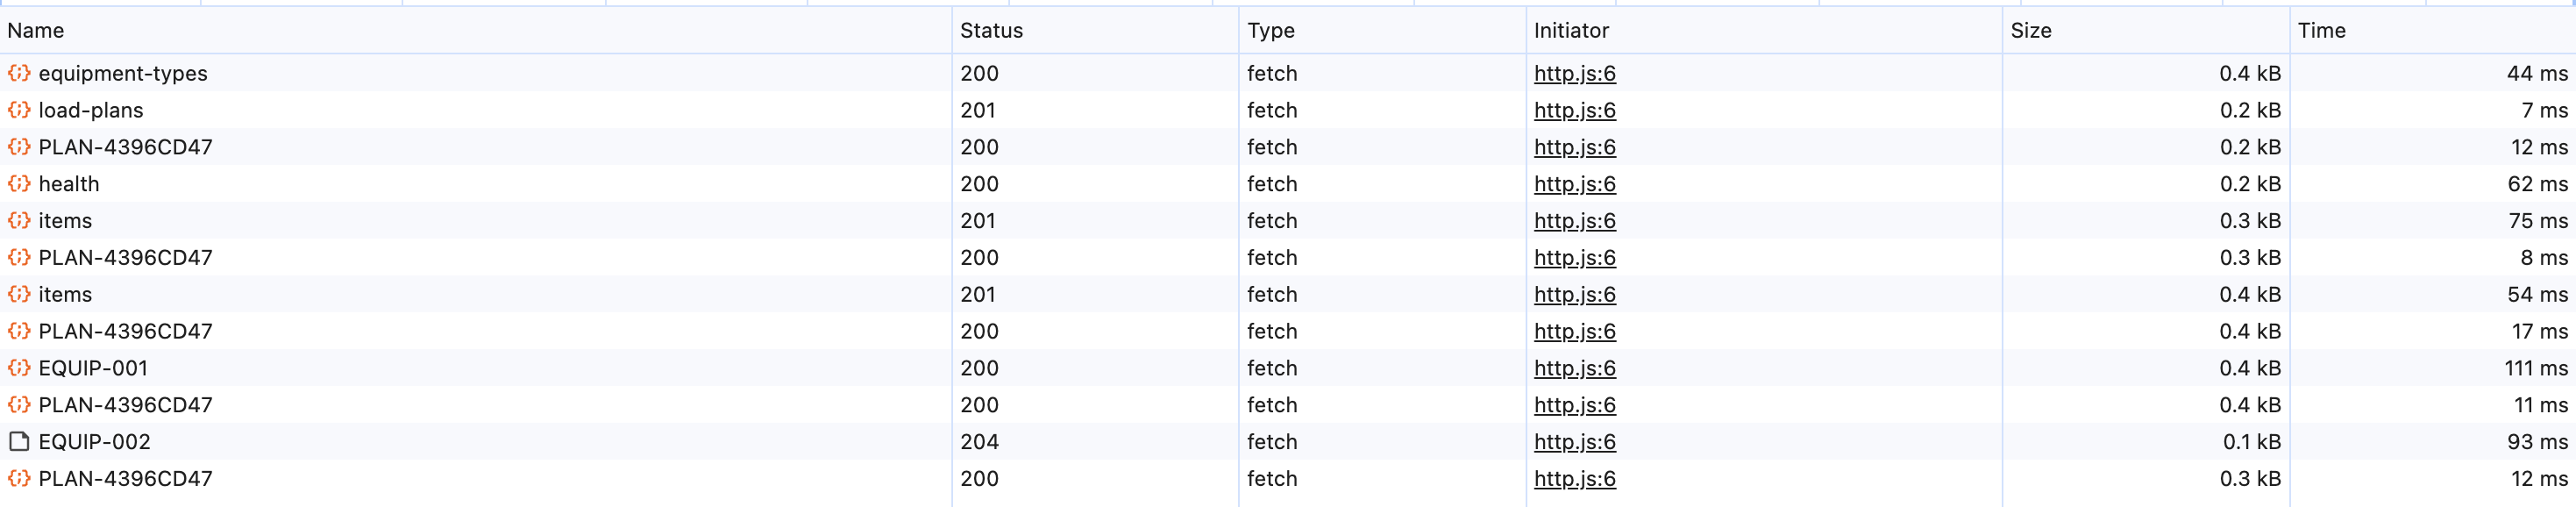 Name Status Type Initiator Size Time
equipment-types 200 fetch http.js:6 0.4 kB 44 ms
load-plans 201 fetch http.js:6 0.2 kB 7 ms
PLAN-4396CD47 200 fetch http.js:6 0.2 kB 12 ms
health 200 fetch http.js:6 0.2 kB 62 ms
items 201 fetch http.js:6 0.3 kB 75 ms
PLAN-4396CD47 200 fetch http.js:6 0.3 kB 8 ms
items 201 fetch http.js:6 0.4 kB 54 ms
PLAN-4396CD47 200 fetch http.js:6 0.4 kB 17 ms
EQUIP-001 200 fetch http.js:6 0.4 kB 111 ms
PLAN-4396CD47 200 fetch http.js:6 0.4 kB 11 ms
EQUIP-002 204 fetch http.js:6 0.1 kB 93 ms
PLAN-4396CD47 200 fetch http.js:6 0.3 kB 12 ms